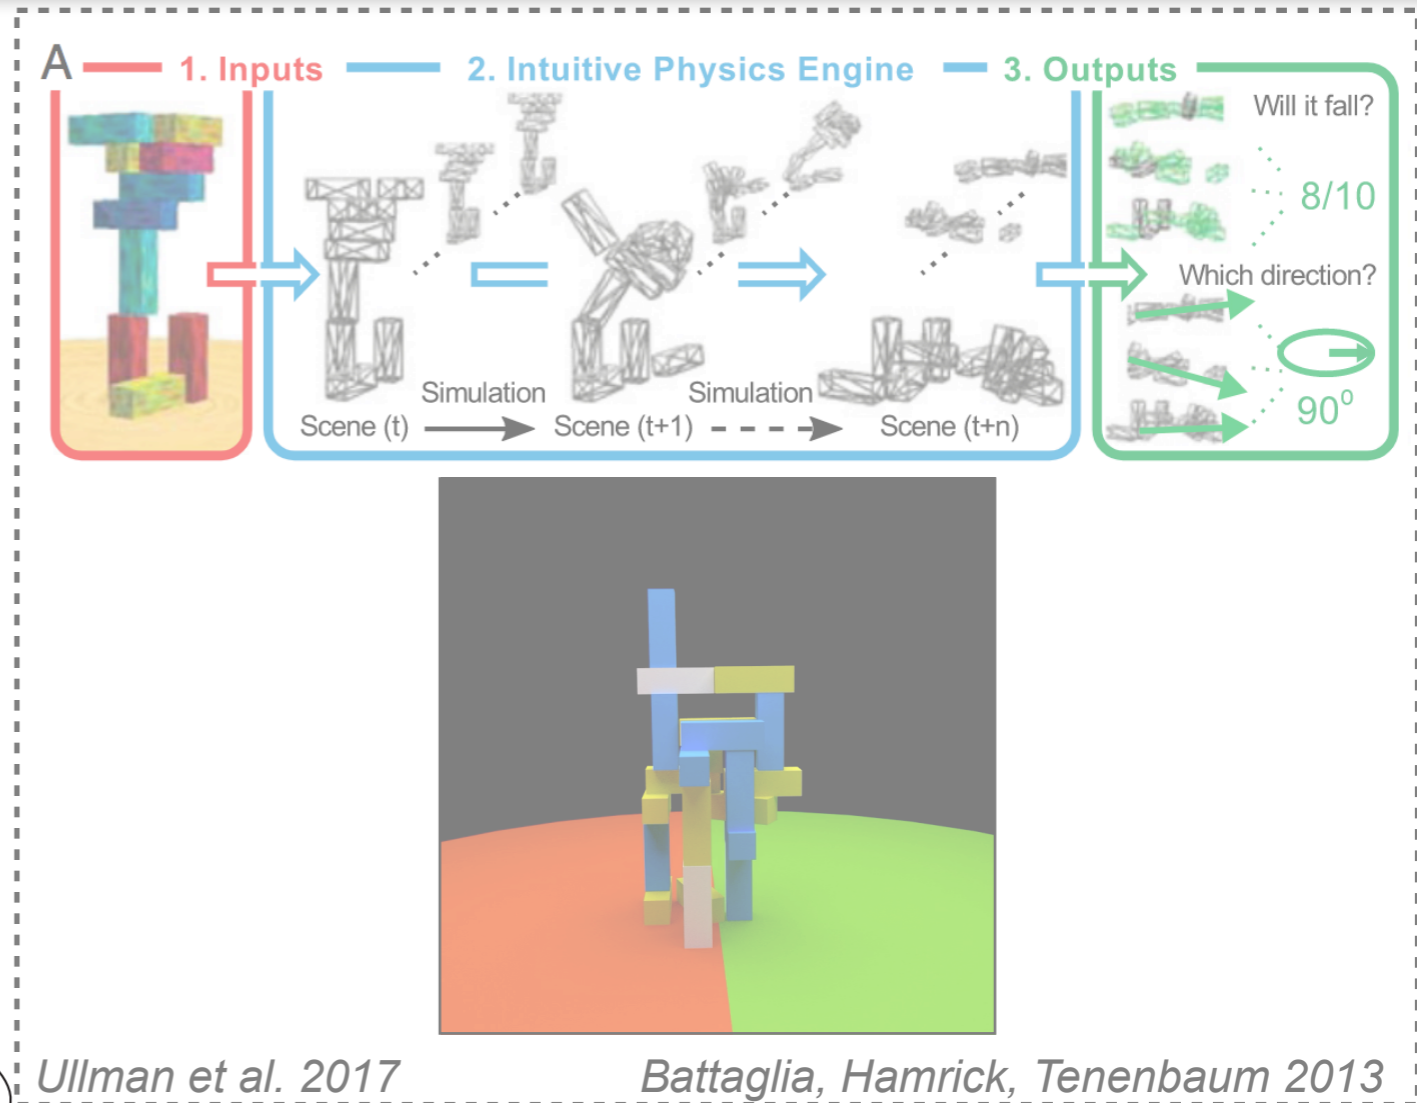 A 1. Inputs 2. Intuitive Physics Engine 3. Outputs
Will it fall?
8/10
Which direction?
90⁰
Simulation Simulation
Scene (t) Scene (t+1) Scene (t+n)
Ullman et al. 2017 Battaglia, Hamrick, Tenenbaum 2013